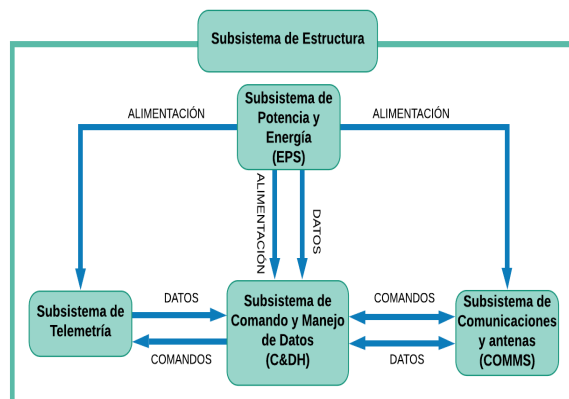 Subsistema de Estructura
Subsistema de
Potencia y
Energía
(EPS)
ALIMENTACIÓN
ALIMENTACIÓN
ALIMENTACIÓN
DATOS
Subsistema de
Telemetría
DATOS
COMANDOS
Subsistema de
Comando y Manejo
de Datos
(C&DH)
COMANDOS
DATOS
Subsistema de
Comunicaciones
y antenas
(COMMS)